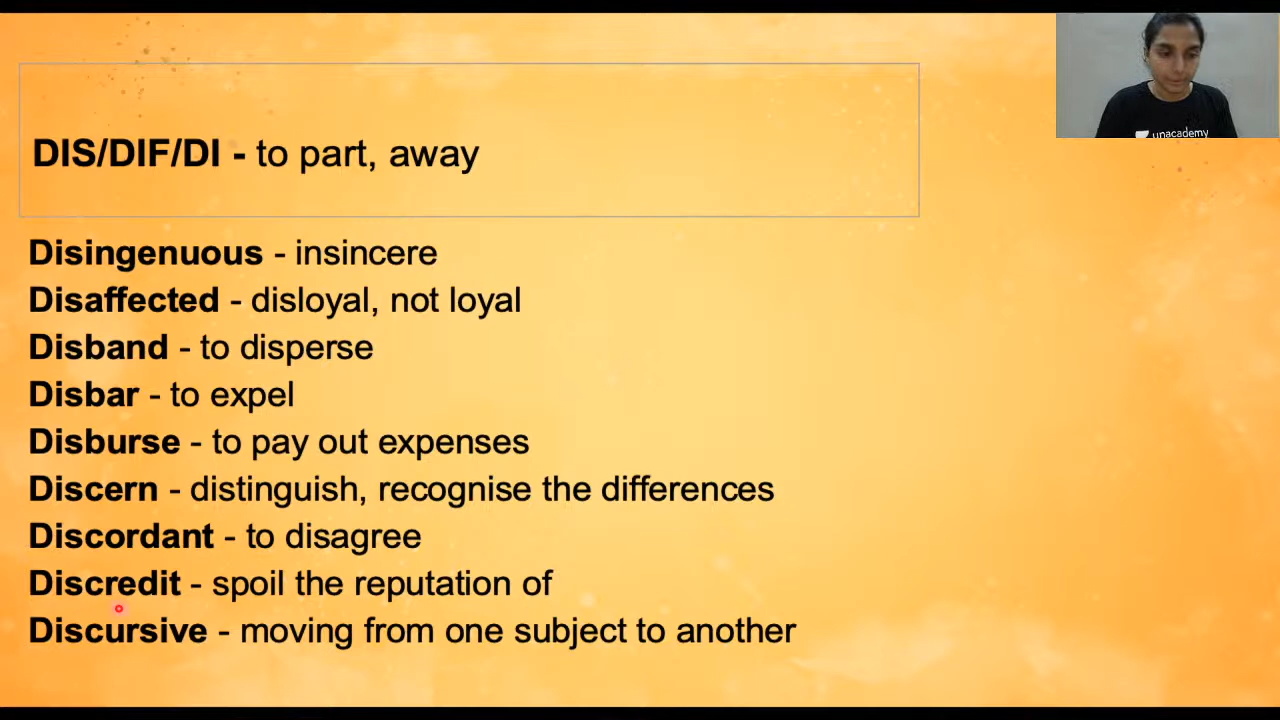 unacademy
DIS/DIF/DI - to part, away
Disingenuous - insincere
Disaffected - disloyal, not loyal
Disband - to disperse
Disbar - to expel
Disburse - to pay out expenses
Discern - distinguish, recognise the differences
Discordant - to disagree
Discredit - spoil the reputation of
Discursive - moving from one subject to another